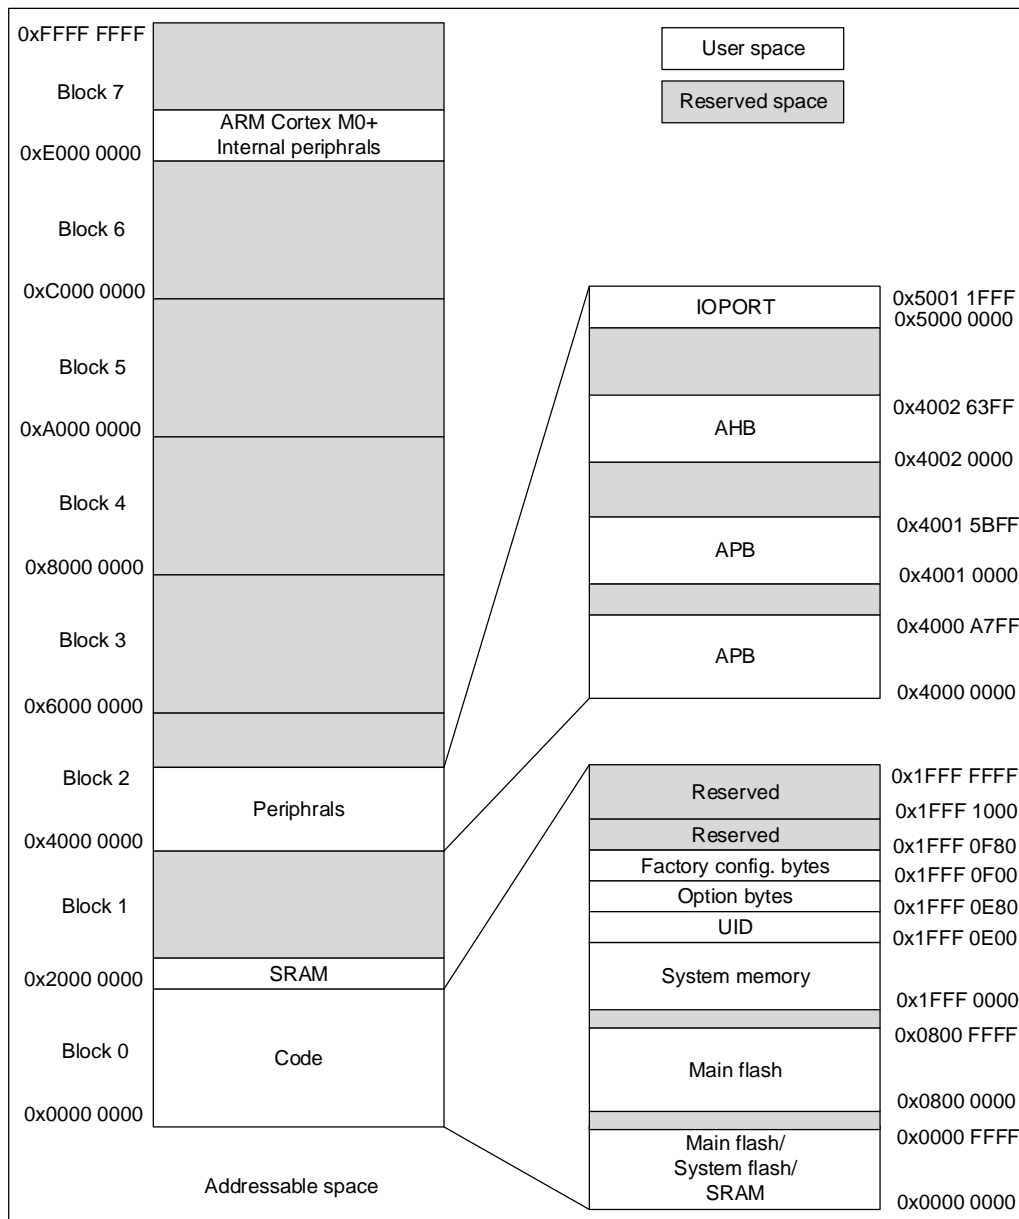 0xFFFF FFFF
Block 7
ARM Cortex M0+
Internal periphrals
0xE000 0000
Block 6
0xC000 0000
Block 5
0xA000 0000
Block 4
0x8000 0000
Block 3
0x6000 0000
Block 2
Periphrals
0x4000 0000
Block 1
SRAM
0x2000 0000
Block 0
Code
0x0000 0000
Addressable space
User space
Reserved space
IOPORT
0x5001 1FFF
0x5000 0000
0x4002 63FF
AHB
0x4002 0000
0x4001 5BFF
APB
0x4001 0000
0x4000 A7FF
APB
0x4000 0000
0x1FFF FFFF
Reserved
0x1FFF 1000
Reserved
0x1FFF 0F80
Factory config. bytes
0x1FFF 0F00
Option bytes
0x1FFF 0E80
UID
0x1FFF 0E00
System memory
0x1FFF 0000
0x0800 FFFF
Main flash
0x0800 0000
0x0000 FFFF
Main flash/
System flash/
SRAM
0x0000 0000